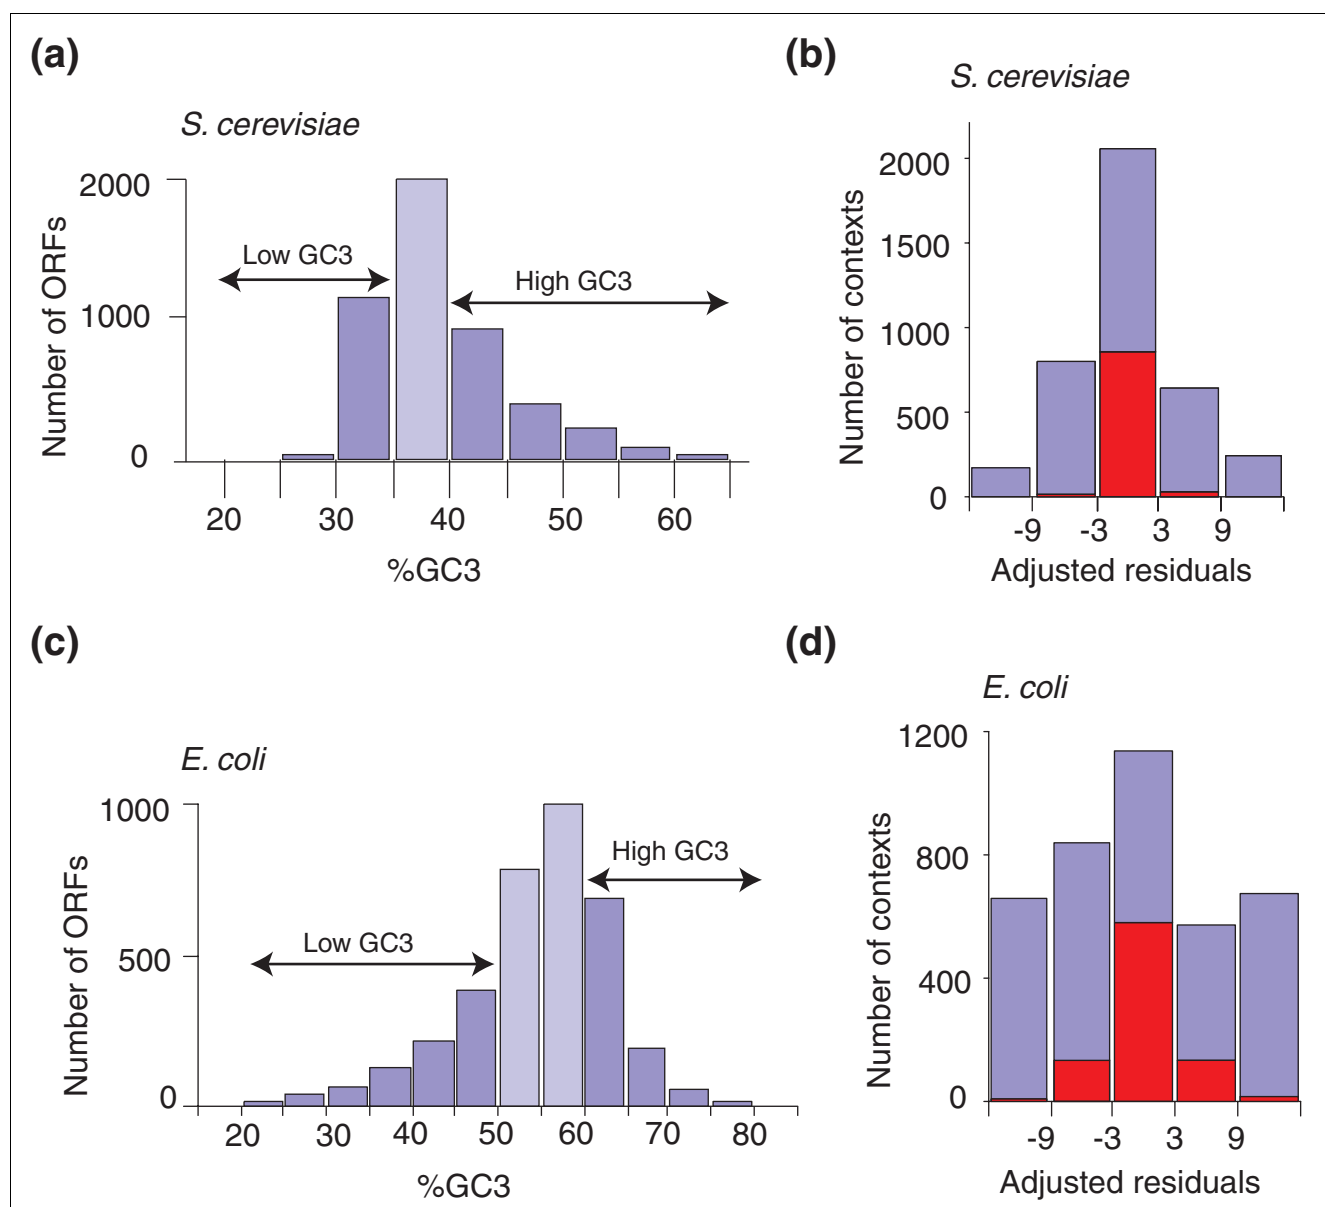 (a)
S. cerevisiae
Number of ORFs
2000
1000
0
Low GC3
High GC3
20 30 40 50 60
%GC3
(b)
S. cerevisiae
Number of contexts
2000
1500
1000
500
0
-9 -3 3 9
Adjusted residuals
(c)
E. coli
Number of ORFs
1000
500
0
Low GC3
High GC3
20 30 40 50 60 70 80
%GC3
(d)
E. coli
Number of contexts
1200
800
400
0
-9 -3 3 9
Adjusted residuals